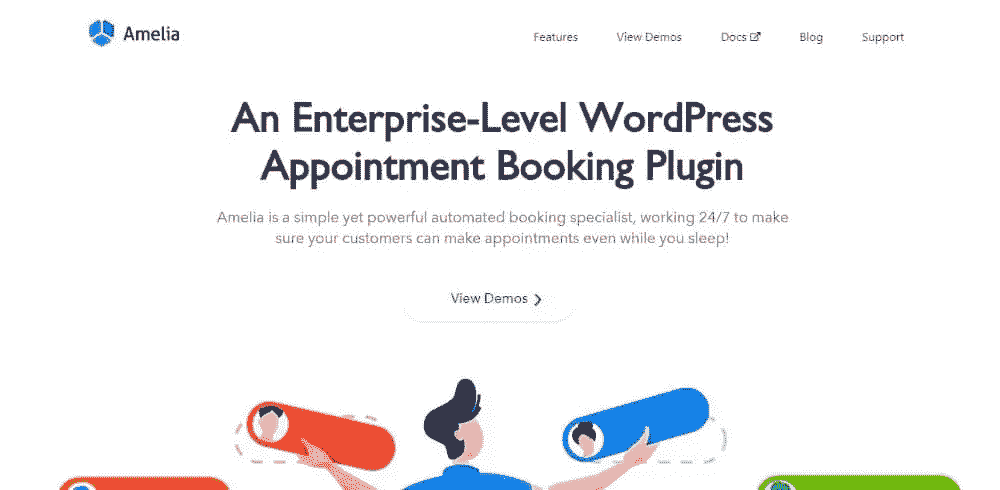 Amelia
Features View Demos Docs Blog Support
An Enterprise-Level WordPress
Appointment Booking Plugin
Amelia is a simple yet powerful automated booking specialist, working 24/7 to make
sure your customers can make appointments even while you sleep!
View Demos